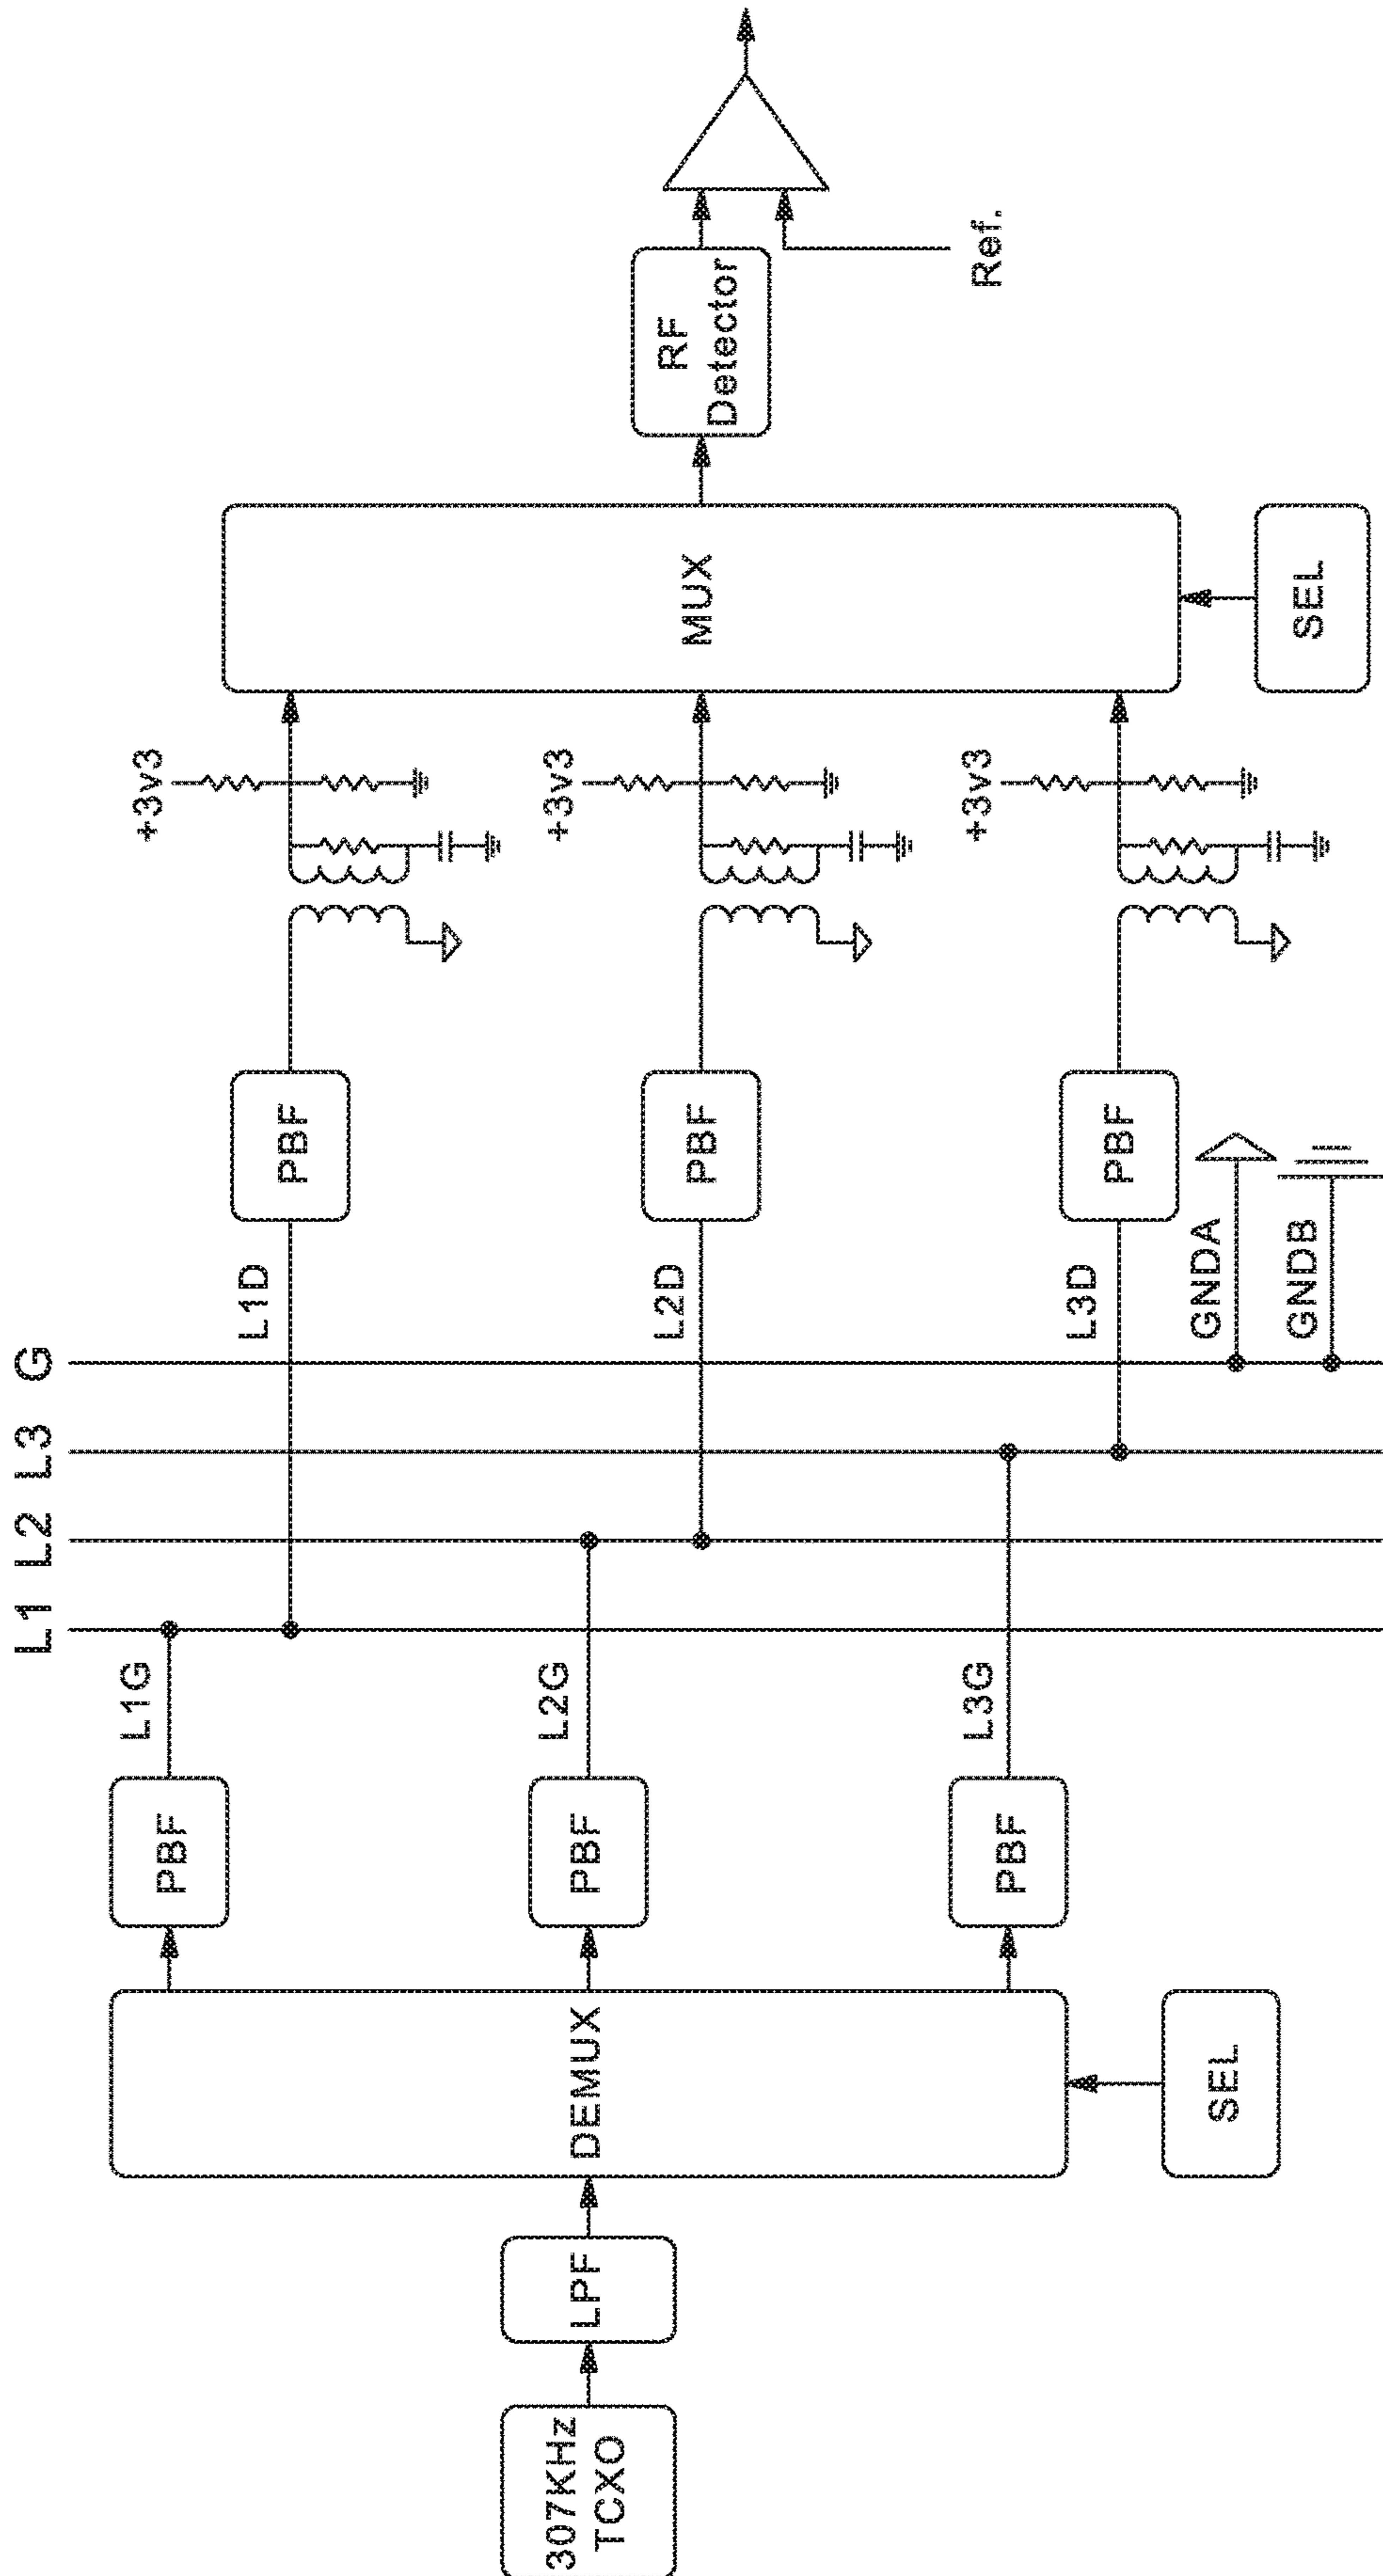 307KHz
TCXO
LPF
DEMUX
SEL
PBF
PBF
PBF
L1G
L2G
L3G
L1
L2
L3
G
L1D
L2D
L3D
GNDA
GNDB
PBF
PBF
PBF
+3v3
+3v3
+3v3
MUX
SEL
RF
Detector
Ref.